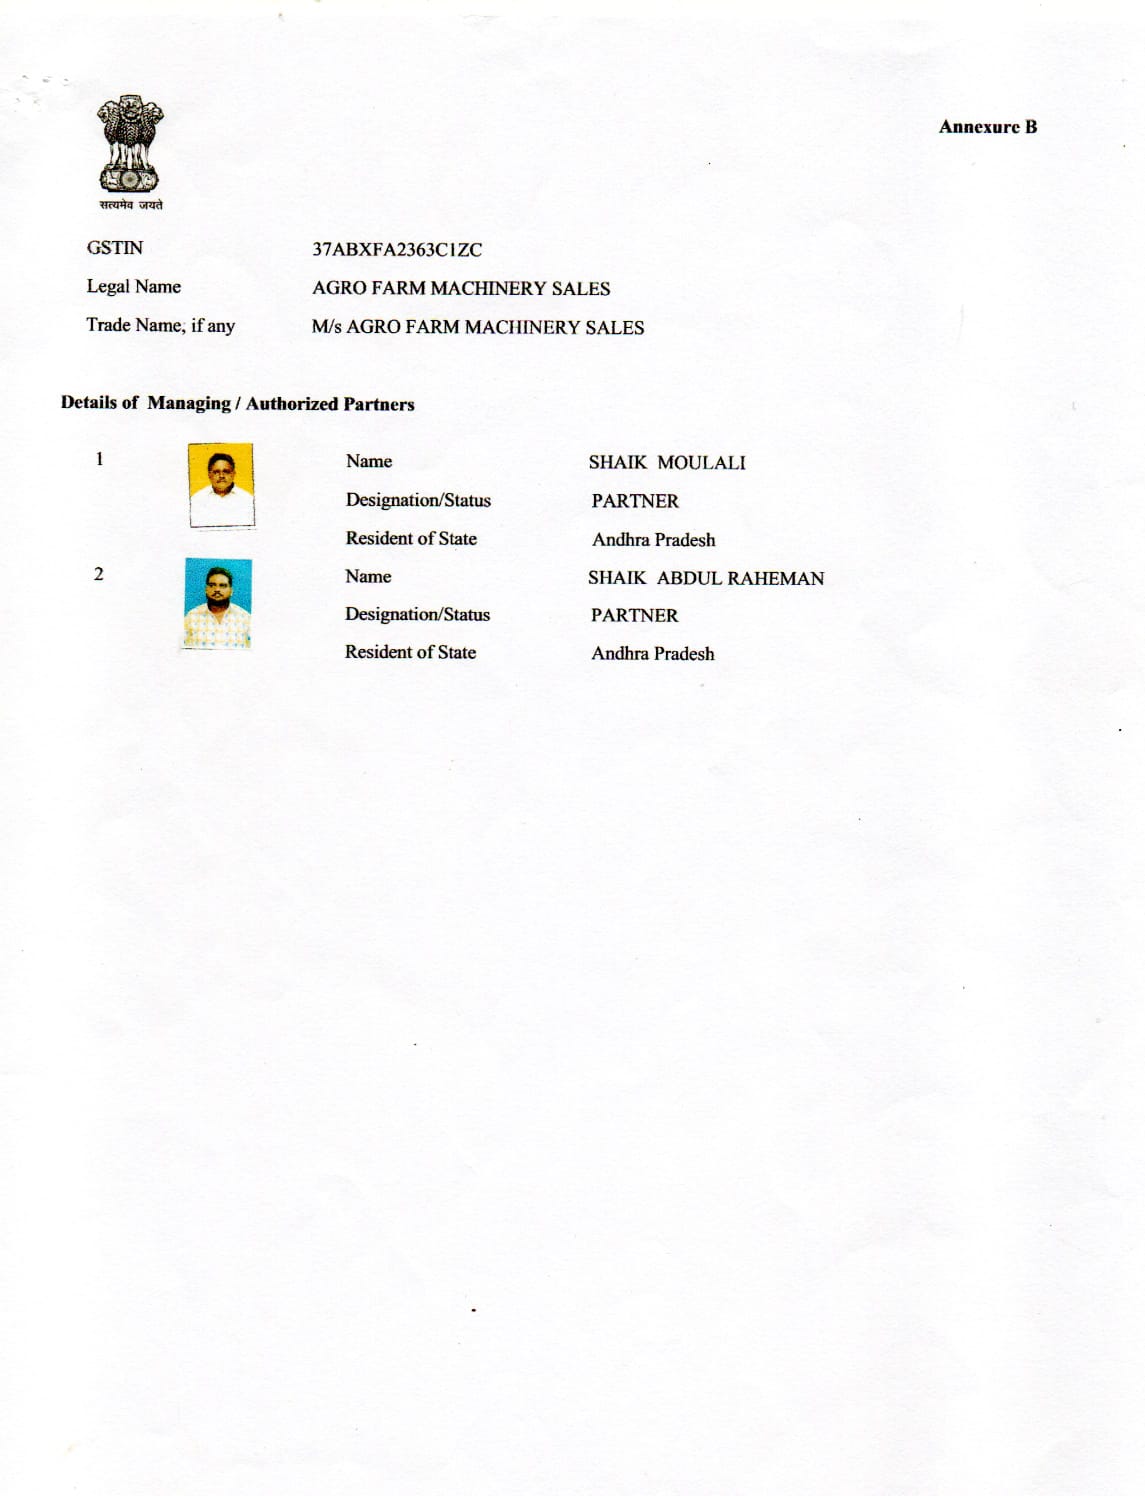 Annexure B
सत्यमेव जयते
GSTIN 37ABXFA2363C1ZC
Legal Name AGRO FARM MACHINERY SALES
Trade Name, if any M/s AGRO FARM MACHINERY SALES
Details of Managing / Authorized Partners
1 Name SHAIK MOULALI
Designation/Status PARTNER
Resident of State Andhra Pradesh
2 Name SHAIK ABDUL RAHEMAN
Designation/Status PARTNER
Resident of State Andhra Pradesh